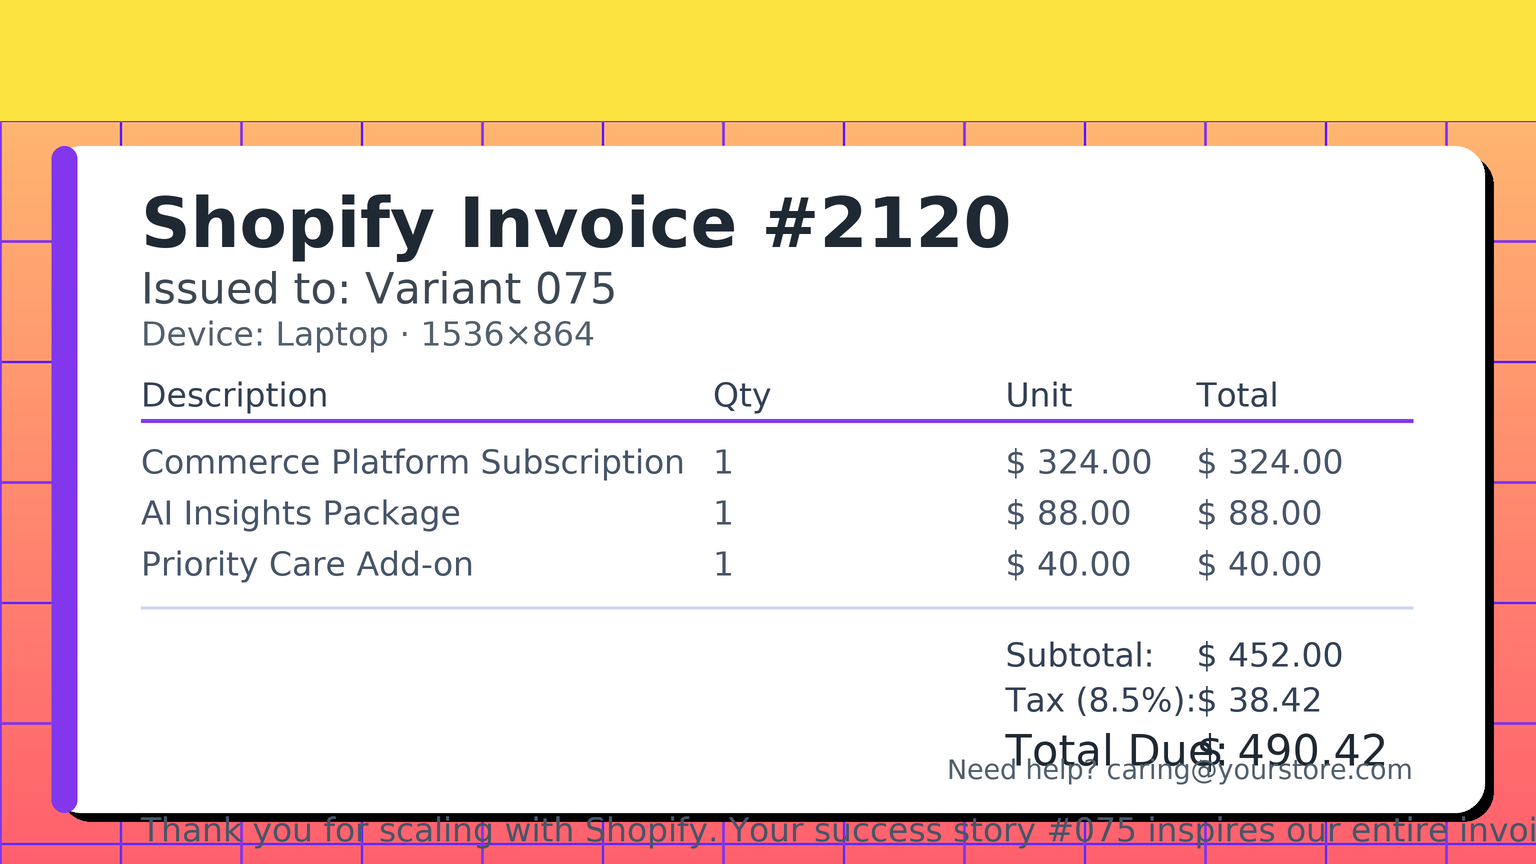 Shopify Invoice #2120
Issued to: Variant 075
Device: Laptop · 1536×864
Description Qty Unit Total
Commerce Platform Subscription 1 $ 324.00 $ 324.00
AI Insights Package 1 $ 88.00 $ 88.00
Priority Care Add-on 1 $ 40.00 $ 40.00
Subtotal: $ 452.00
Tax (8.5%): $ 38.42
Total Due: $ 490.42
Need help? caring@yourstore.com
Thank you for scaling with Shopify. Your success story #075 inspires our entire